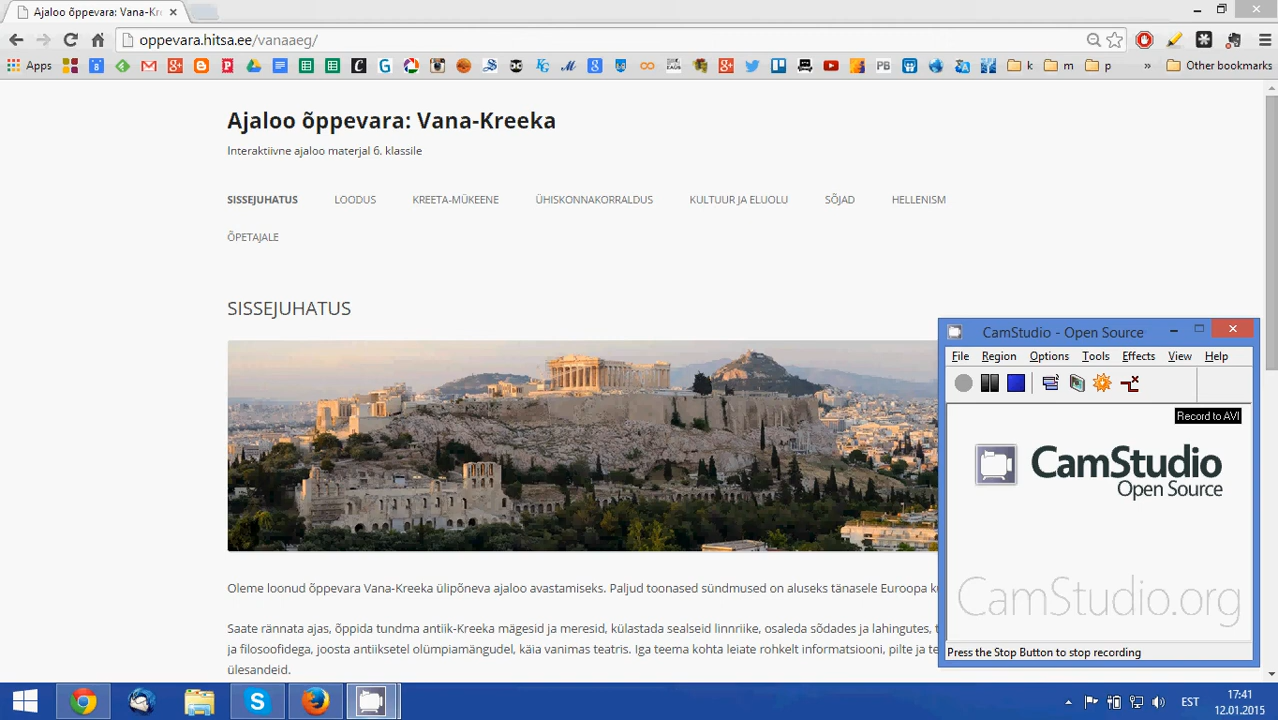 Ajaloo õppevara: Vana-Kr
oppevara.hitsa.ee/vanaaeg/
Apps
k
m
p
»
Other bookmarks
Ajaloo õppevara: Vana-Kreeka
Interaktiivne ajaloo materjal 6. klassile
SISSEJUHATUS LOODUS KREETA-MÜKEENE ÜHISKONNAKORRALDUS KULTUUR JA ELUOLU SÕJAD HELLENISM
ÕPETAJALE
SISSEJUHATUS
Oleme loonud õppevara Vana-Kreeka ülipõneva ajaloo avastamiseks. Paljud toonased sündmused on aluseks tänasele Euroopa k
Saate rännata ajas, õppida tundma antiik-Kreeka mägesid ja meresid, külastada sealseid linnriike, osaleda sõdades ja lahingutes, t
ja filosoofidega, joosta antiiksetel olümpiamängudel, käia vanimas teatris. Iga teema kohta leiate rohkelt informatsiooni, pilte ja te
ülesandeid.
CamStudio - Open Source
File Region Options Tools Effects View Help
Record to AVI
CamStudio
Open Source
CamStudio.org
Press the Stop Button to stop recording
EST
17:41
12.01.2015